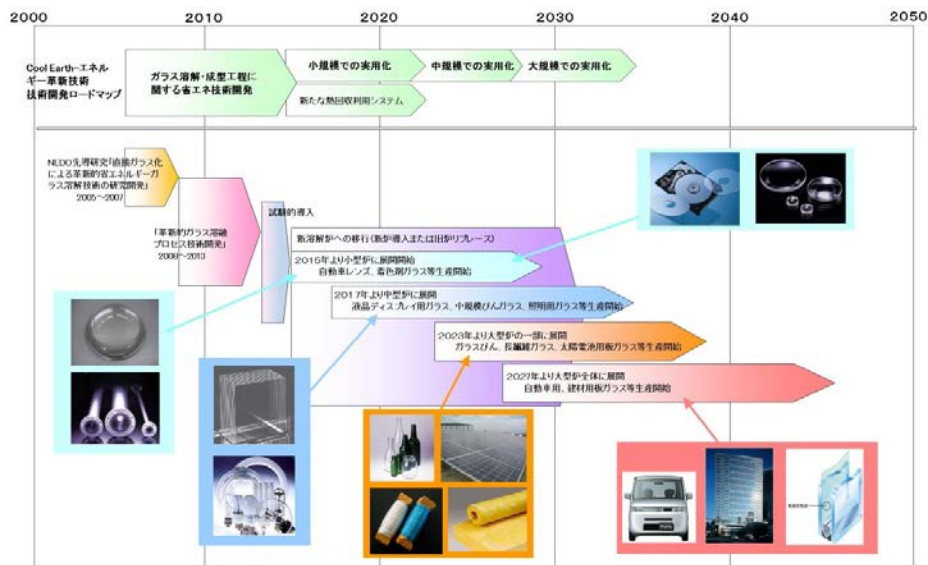 2000
2010
2020
2030
2040
2050
Cool Earth-エネル
ギー革新技術
技術開発ロードマップ
ガラス溶解・成型工程に
関する省エネ技術開発
小規模での実用化
中規模での実用化
大規模での実用化
新たな熱回収利用システム
NEDO先導研究「直接ガラス化
による革新的省エネルギーガ
ラス溶解技術の研究開発」
2005~2007
「革新的ガラス溶融
プロセス技術開発」
2008~2013
試験的導入
新溶解炉への移行(新炉導入または旧炉リプレース)
2015年より小型炉に展開開始
自動車レンズ、着色剤ガラス等生産開始
2017年より中型炉に展開
液晶ディスプレイ用ガラス、中規模びんガラス、照明用ガラス等生産開始
2023年より大型炉の一部に展開
ガラスびん、長繊維ガラス、太陽電池用板ガラス等生産開始
2027年より大型炉全体に展開
自動車用、建材用板ガラス等生産開始